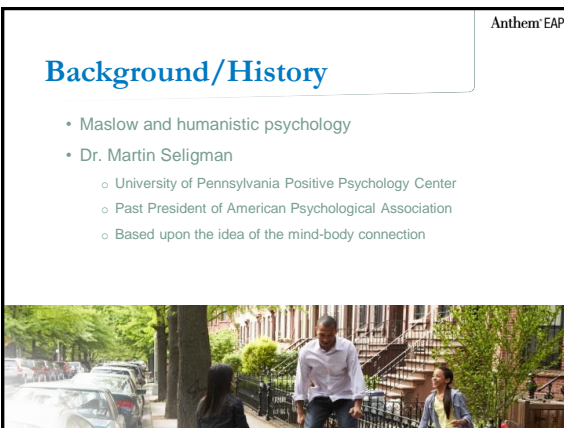 Anthem EAP
Background/History
• Maslow and humanistic psychology
• Dr. Martin Seligman
o University of Pennsylvania Positive Psychology Center
o Past President of American Psychological Association
o Based upon the idea of the mind-body connection